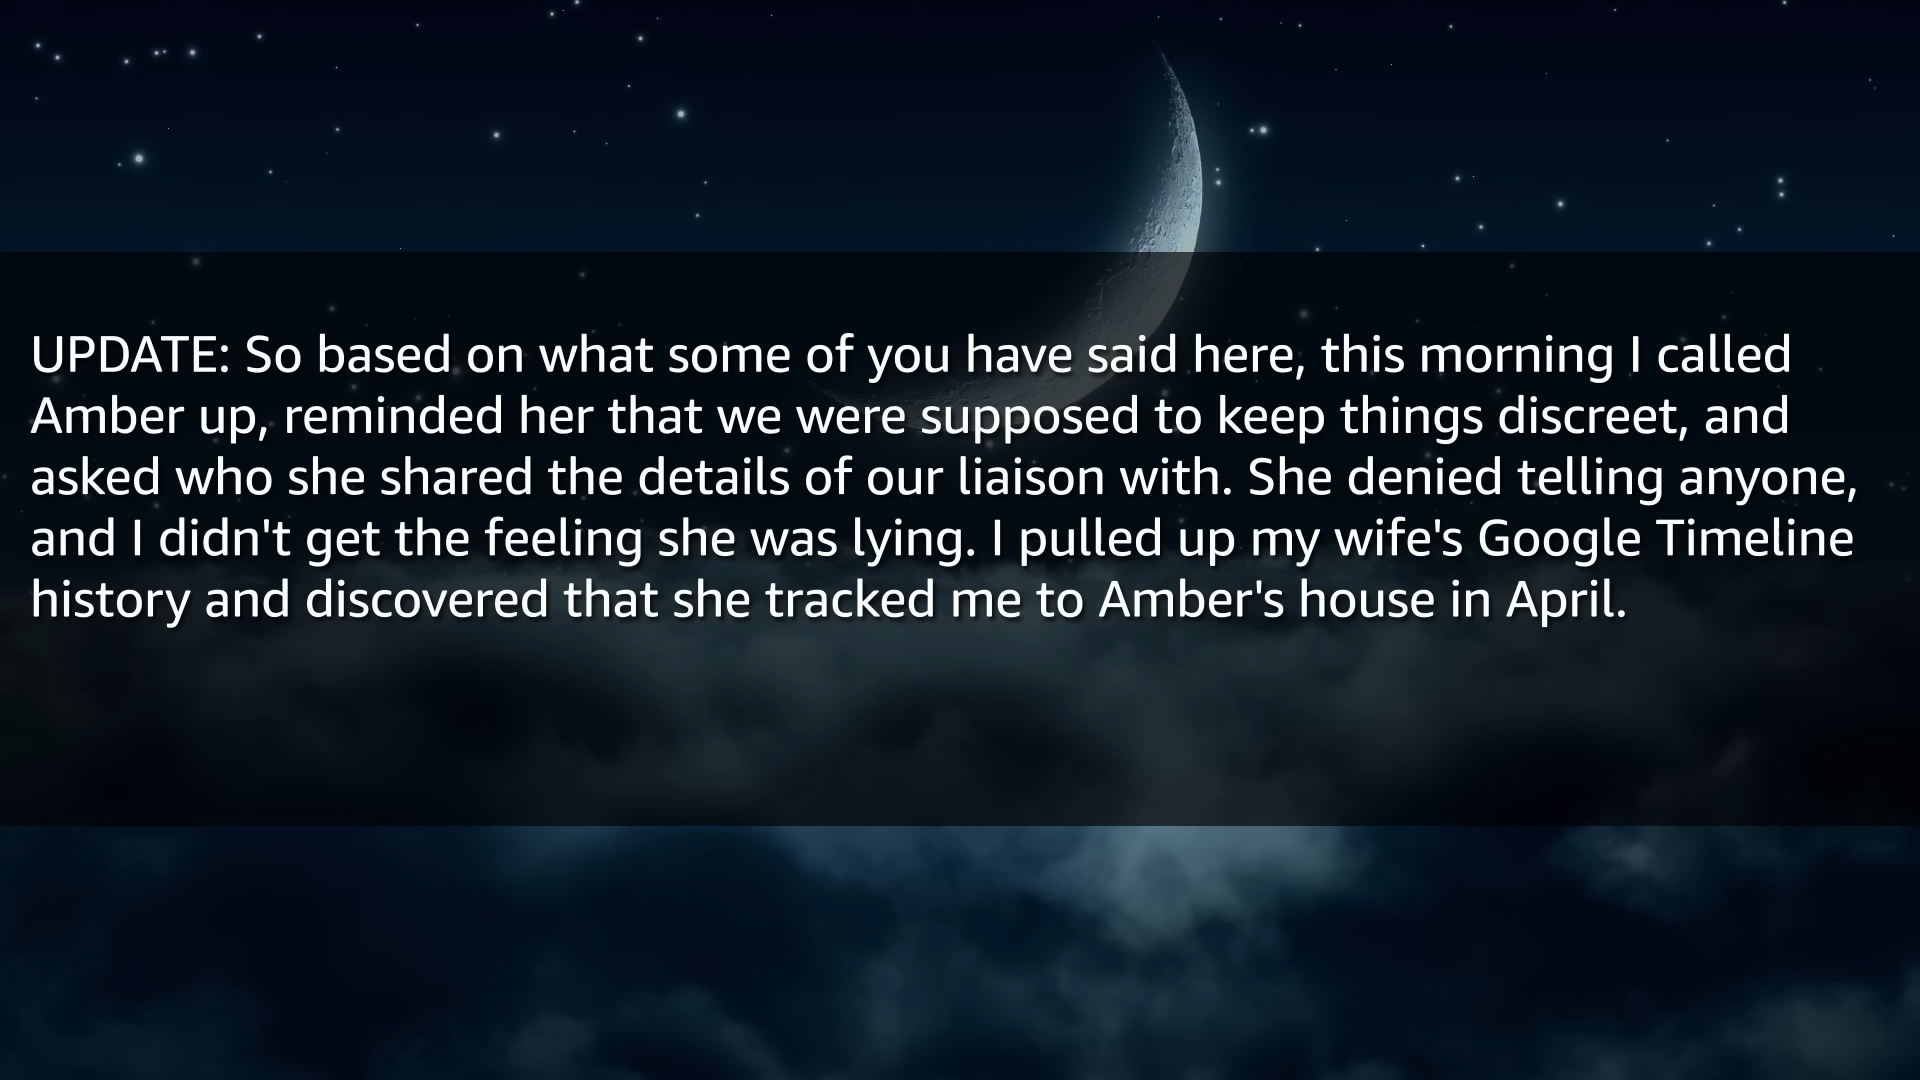 UPDATE: So based on what some of you have said here, this morning I called
Amber up, reminded her that we were supposed to keep things discreet, and
asked who she shared the details of our liaison with. She denied telling anyone,
and I didn't get the feeling she was lying. I pulled up my wife's Google Timeline
history and discovered that she tracked me to Amber's house in April.